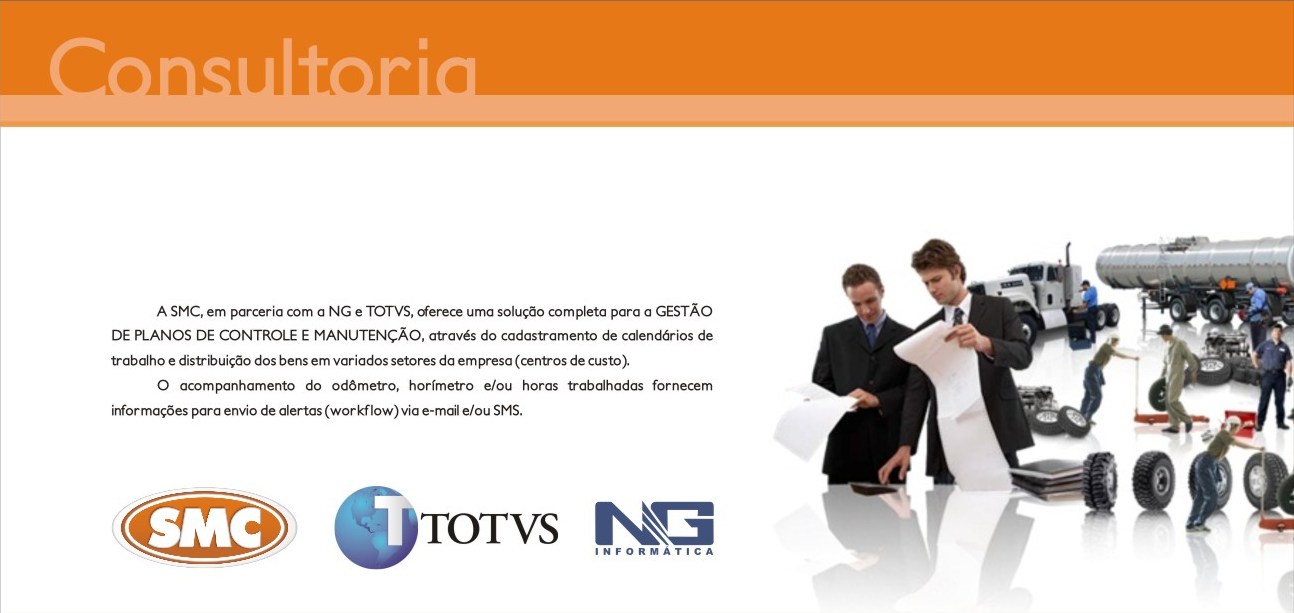 Consultoria
A SMC, em parceria com a NG e TOTVS, oferece uma solução completa para a GESTÃO
DE PLANOS DE CONTROLE E MANUTENÇÃO, através do cadastramento de calendários de
trabalho e distribuição dos bens em variados setores da empresa (centros de custo).
O acompanhamento do odômetro, horímetro e/ou horas trabalhadas fornecem
informações para envio de alertas (workflow) via e-mail e/ou SMS.
SMC
T TOTVS
NG
INFORMÁTICA